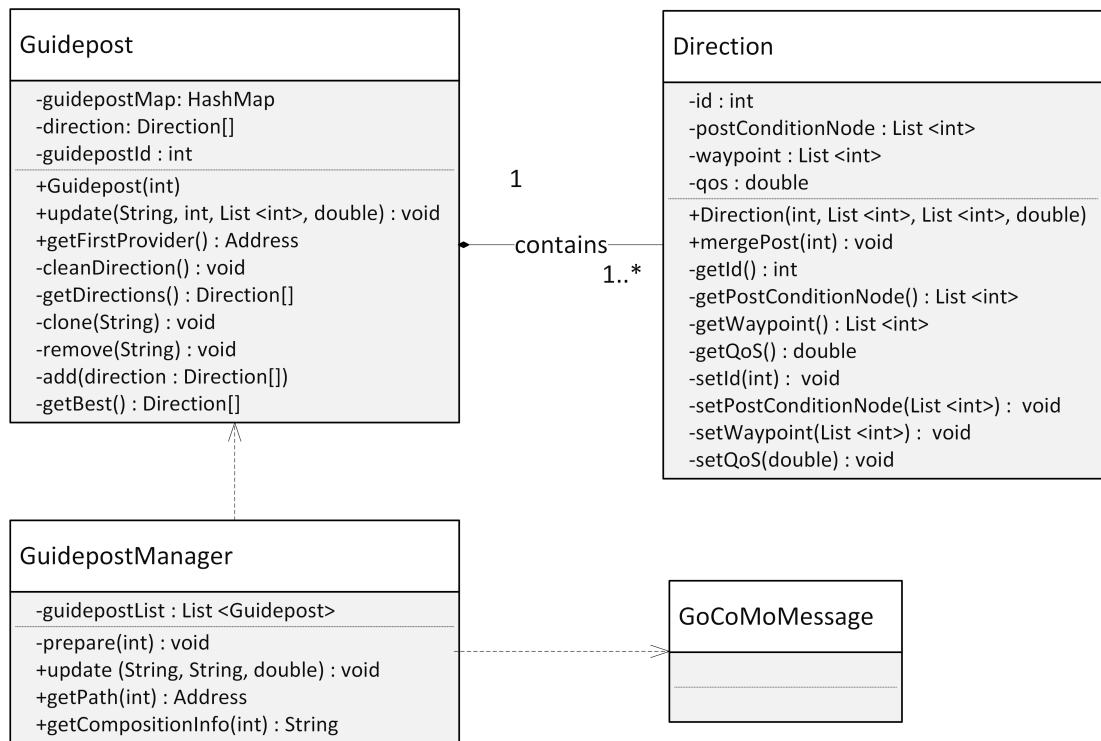 Guidepost
-guidepostMap: HashMap
-direction: Direction[]
-guidepostId : int
+Guidepost(int)
+update(String, int, List <int>, double) : void
+getFirstProvider() : Address
-cleanDirection() : void
-getDirections() : Direction[]
-clone(String) : void
-remove(String) : void
-add(direction : Direction[])
-getBest() : Direction[]
1
contains
1..*
Direction
-id : int
-postConditionNode : List <int>
-waypoint : List <int>
-qos : double
+Direction(int, List <int>, List <int>, double)
+mergePost(int) : void
-getId() : int
-getPostConditionNode() : List <int>
-getWaypoint() : List <int>
-getQoS() : double
-setId(int) :  void
-setPostConditionNode(List <int>) :  void
-setWaypoint(List <int>) :  void
-setQoS(double) : void
GuidepostManager
-guidepostList : List <Guidepost>
-prepare(int) : void
+update (String, String, double) : void
+getPath(int) : Address
+getCompositionInfo(int) : String
GoCoMoMessage